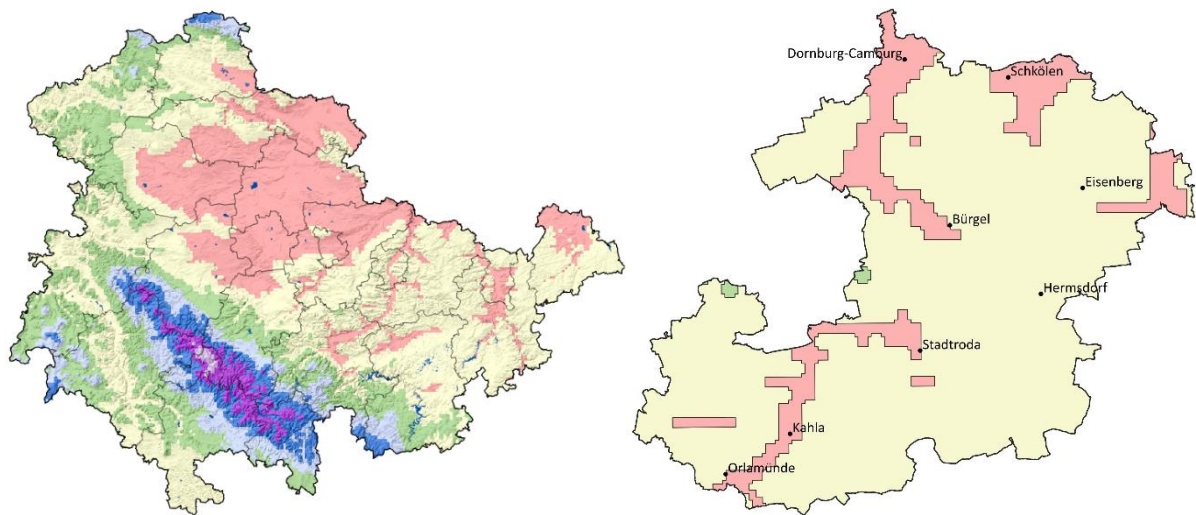 Dornburg-Camburg
Schkölen
Eisenberg
Bürgel
Hermsdorf
Stadtroda
Kahla
Orlamünde